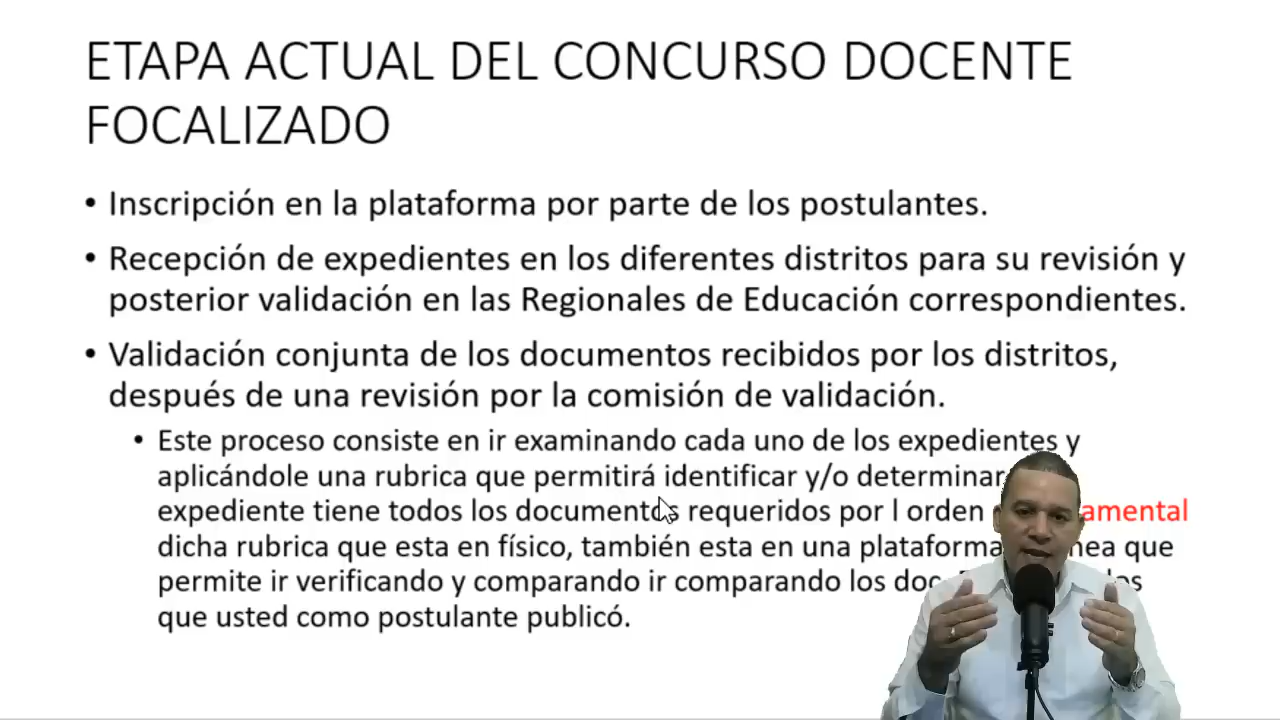 ETAPA ACTUAL DEL CONCURSO DOCENTE
FOCALIZADO
• Inscripción en la plataforma por parte de los postulantes.
• Recepción de expedientes en los diferentes distritos para su revisión y
posterior validación en las Regionales de Educación correspondientes.
• Validación conjunta de los documentos recibidos por los distritos,
después de una revisión por la comisión de validación.
• Este proceso consiste en ir examinando cada uno de los expedientes y
aplicándole una rubrica que permitirá identificar y/o determinar
expediente tiene todos los documentos requeridos por l orden amental
dicha rubrica que esta en físico, también esta en una plataforma nea que
permite ir verificando y comparando ir comparando los doc
que usted como postulante publicó.